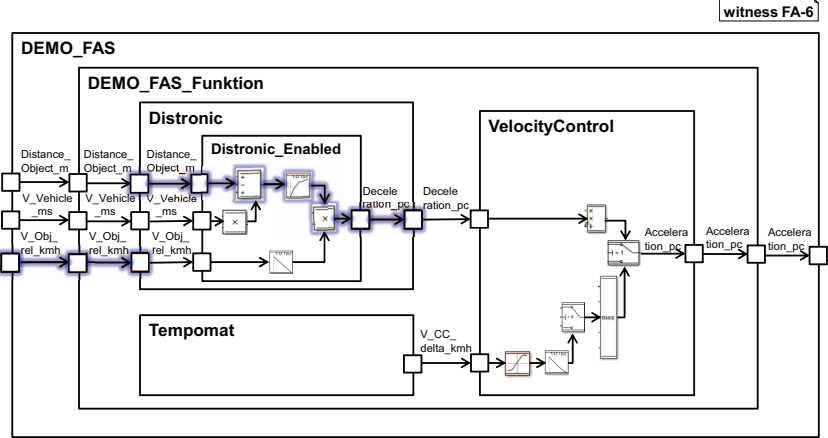 witness FA-6
DEMO_FAS
DEMO_FAS_Funktion
Distronic
VelocityControl
Distronic_Enabled
Distance_
Object_m
Distance_
Object_m
Distance_
Object_m
V_Vehicle
_ms
V_Vehicle
_ms
V_Vehicle
_ms
V_Obj_
rel_kmh
V_Obj_
rel_kmh
V_Obj_
rel_kmh
Decele
ration_pc
Decele
ration_pc
Accelera
tion_pc
Accelera
tion_pc
Accelera
tion_pc
max
Tempomat
V_CC_
delta_kmh